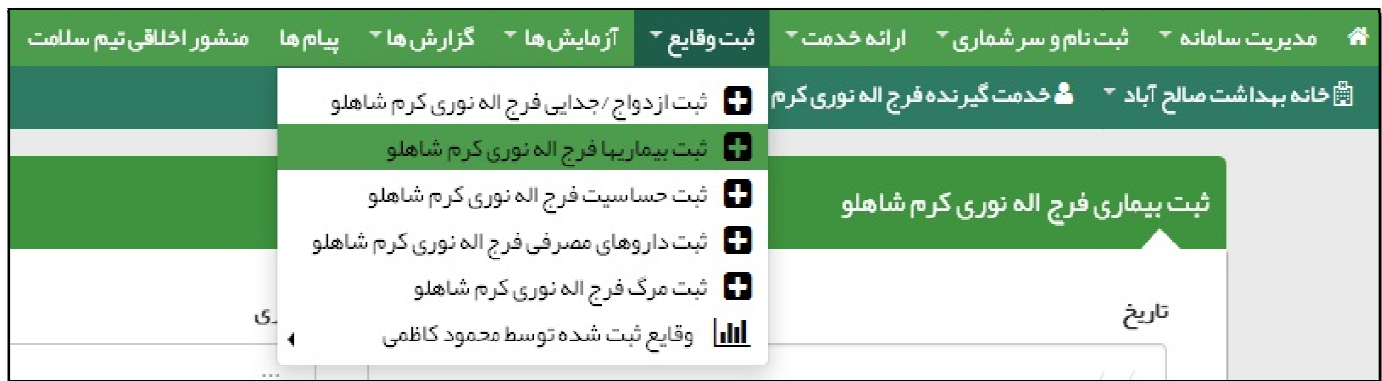 مدیریت سامانه ثبت نام و سر شماری ارائه خدمت ثبت وقایع آزمایش ها گزارش ها پیام ها منشور اخلاقی تیم سلامت
خانه بهداشت صالح آباد خدمت گیرنده فرج اله نوری کرم
ثبت ازدواج/جدایی فرج اله نوری کرم شاهلو
ثبت بیماریها فرج اله نوری کرم شاهلو
ثبت حساسیت فرج اله نوری کرم شاهلو
ثبت داروهای مصرفی فرج اله نوری کرم شاهلو
ثبت مرگ فرج اله نوری کرم شاهلو
وقایع ثبت شده توسط محمود کاظمی
ثبت بیماری فرج اله نوری کرم شاهلو
تاریخ
/ /
...